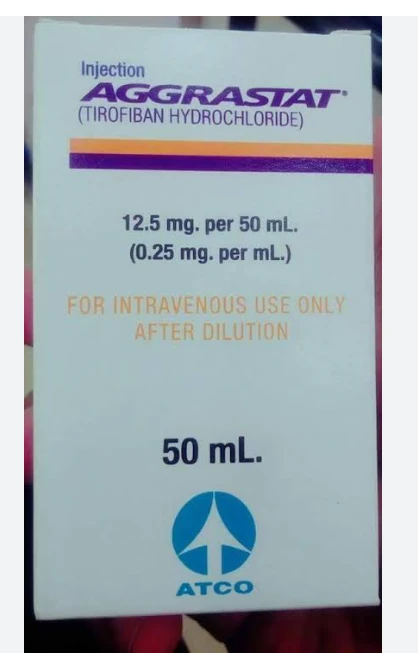 Injection
AGGRASTAT®
(TIROFIBAN HYDROCHLORIDE)
12.5 mg. per 50 mL.
(0.25 mg. per mL.)
FOR INTRAVENOUS USE ONLY
AFTER DILUTION
50 mL.
ATCO